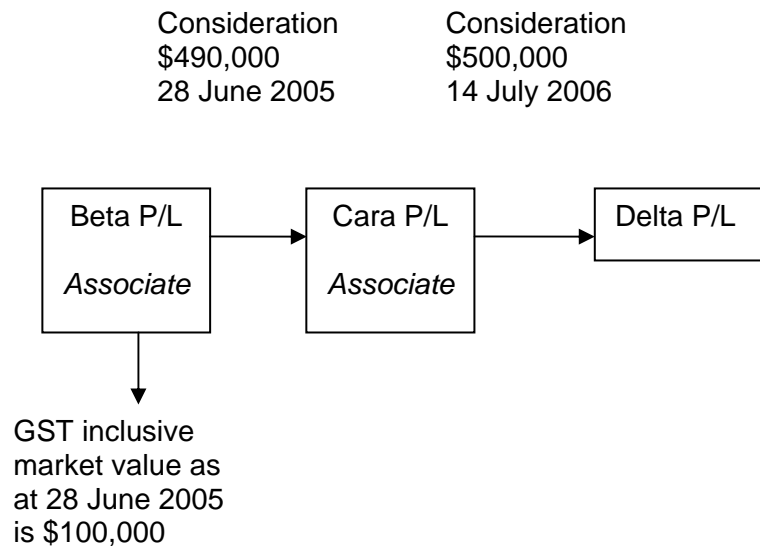 Consideration
$490,000
28 June 2005
Consideration
$500,000
14 July 2006
Beta P/L
Associate
Cara P/L
Associate
Delta P/L
GST inclusive
market value as
at 28 June 2005
is $100,000